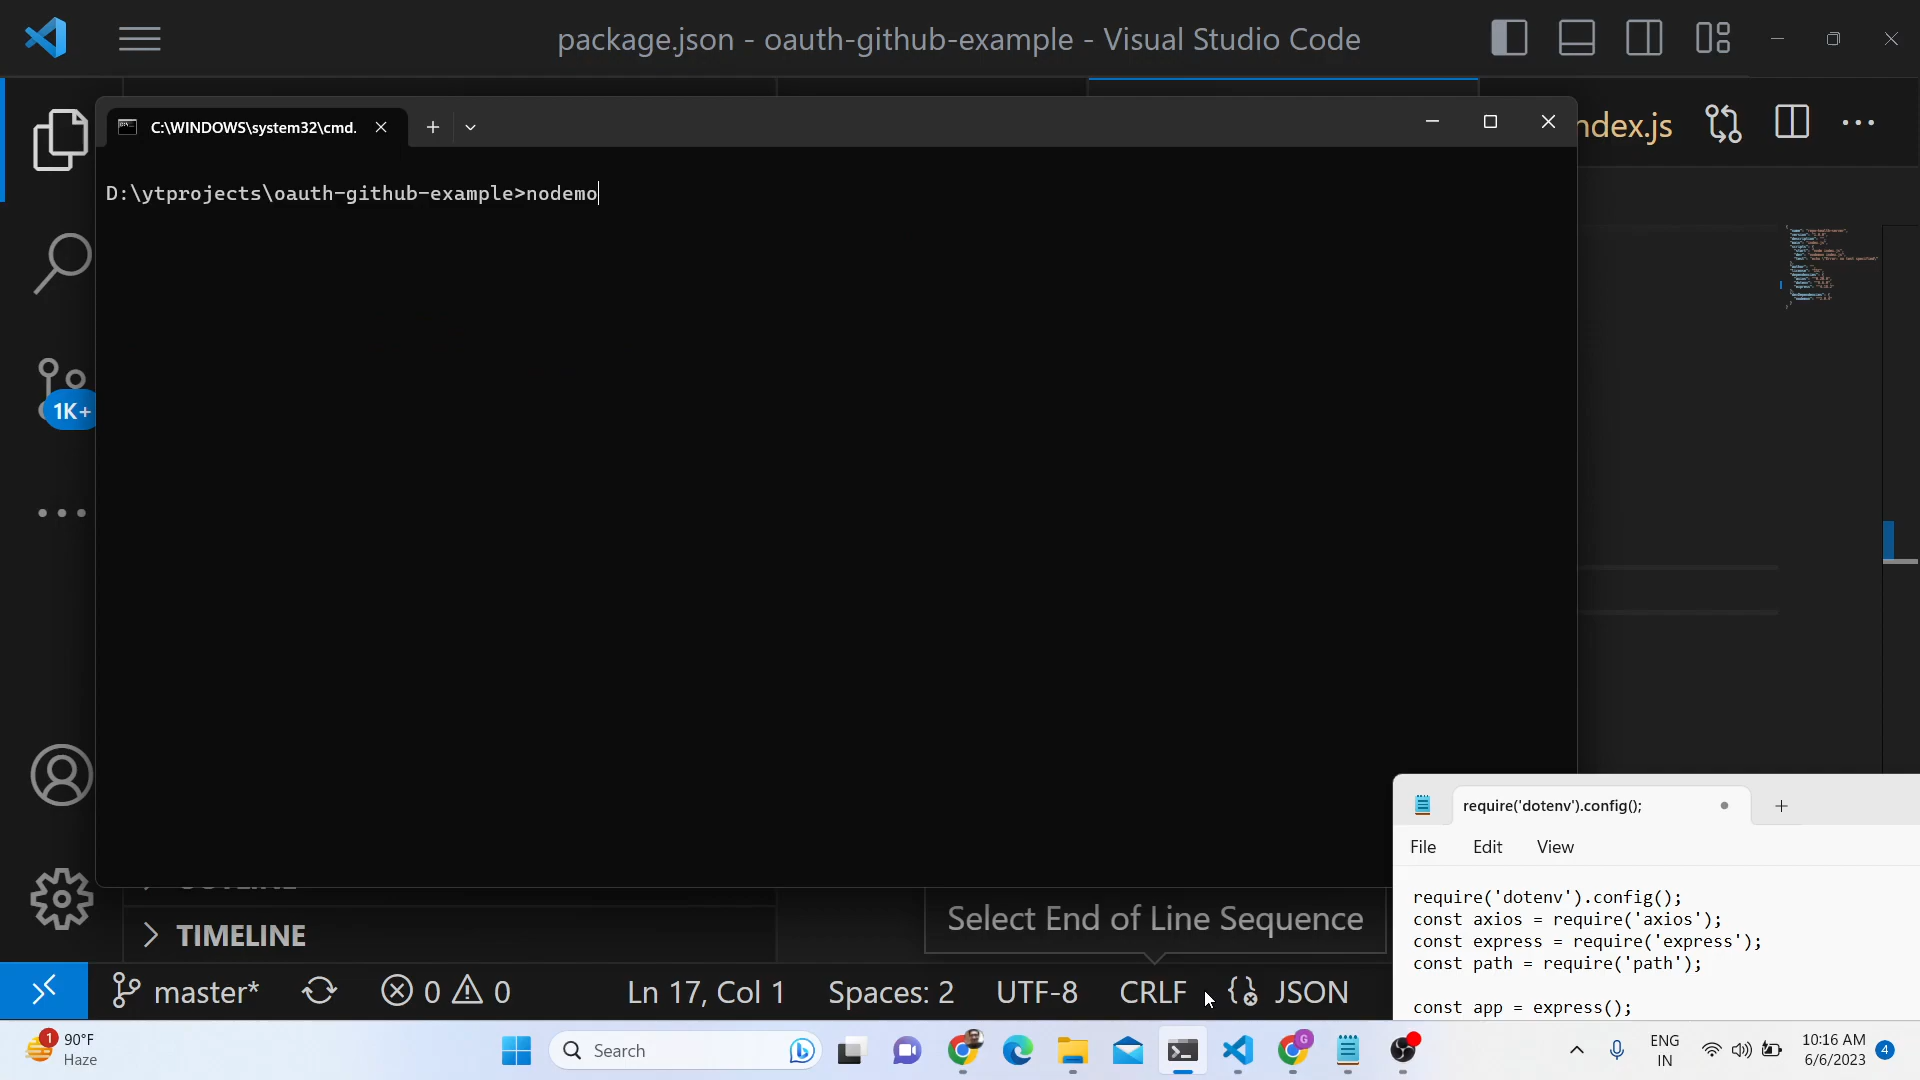 package.json - oauth-github-example - Visual Studio Code
C:\WINDOWS\system32\cmd.
ndex.js
D:\ytprojects\oauth-github-example>nodemo
1K+
require('dotenv').config();
File Edit View
require('dotenv').config();
const axios = require('axios');
const express = require('express');
const path = require('path');
const app = express();
Select End of Line Sequence
TIMELINE
master* 0 0 Ln 17, Col 1 Spaces: 2 UTF-8 CRLF JSON
1 90°F
Haze
Search
G
ENG
IN
10:16 AM
6/6/2023
4